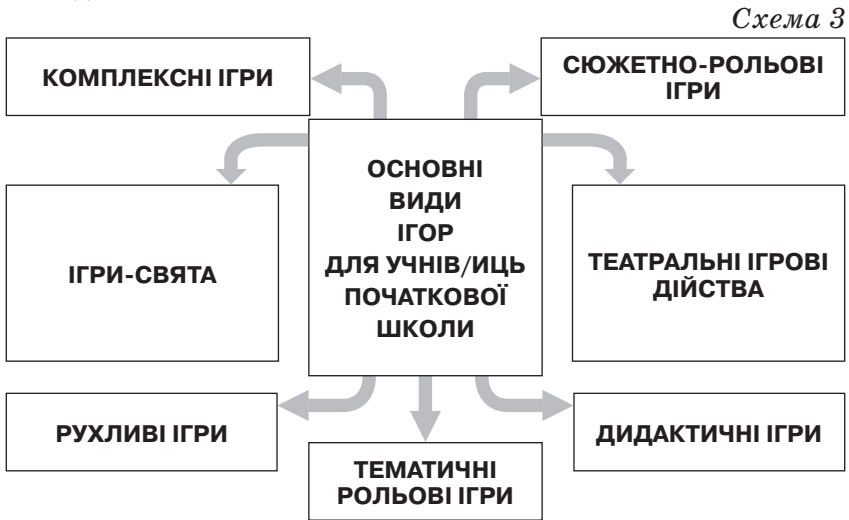 Схема 3
КОМПЛЕКСНІ ІГРИ
СЮЖЕТНО-РОЛЬОВІ
ІГРИ
ОСНОВНІ
ВИДИ
ІГОР
ДЛЯ УЧНІВ/ИЦЬ
ПОЧАТКОВОЇ
ШКОЛИ
ІГРИ-СВЯТА
ТЕАТРАЛЬНІ ІГРОВІ
ДІЙСТВА
РУХЛИВІ ІГРИ
ТЕМАТИЧНІ
РОЛЬОВІ ІГРИ
ДИДАКТИЧНІ ІГРИ